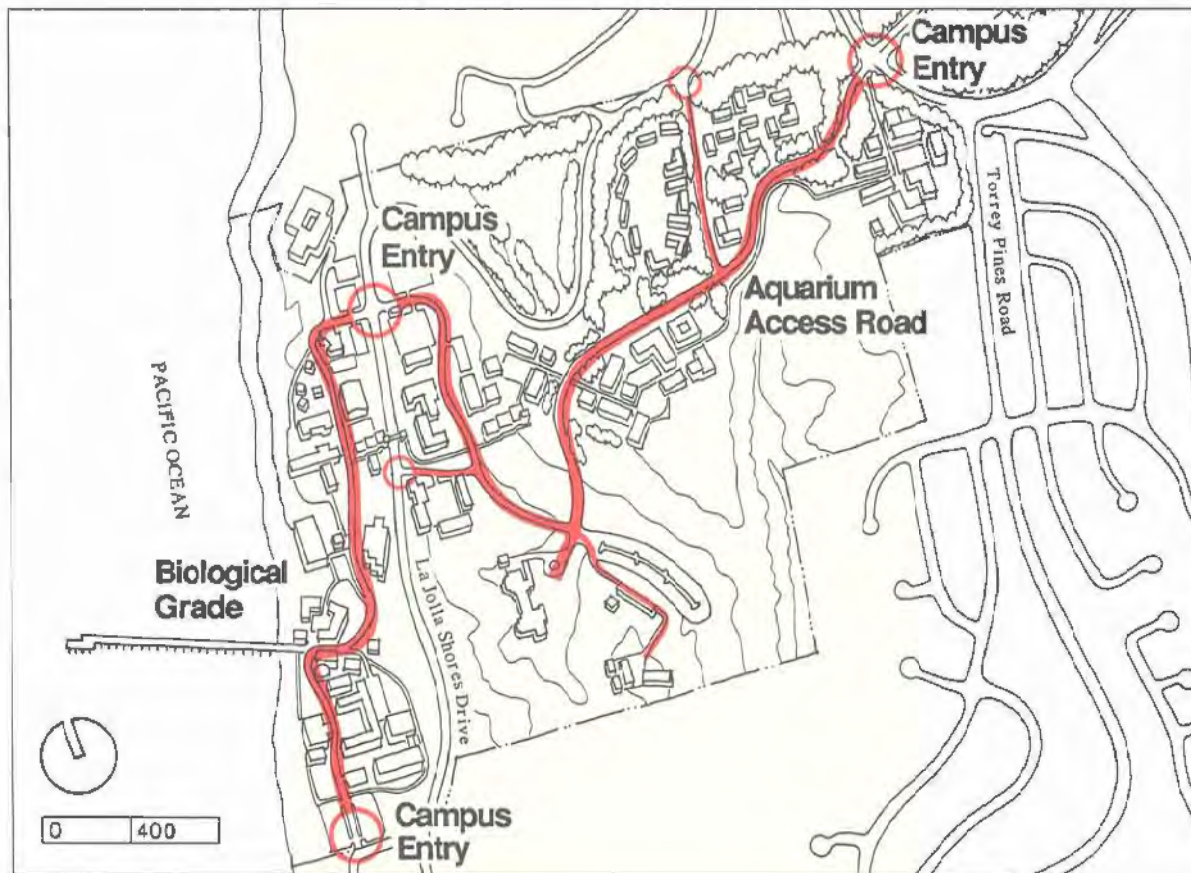 Campus
Entry
Campus
Entry
Torrey Pines Road
Aquarium
Access Road
PACIFIC OCEAN
Biological
Grade
La Jolla Shores Drive
0 400
Campus
Entry